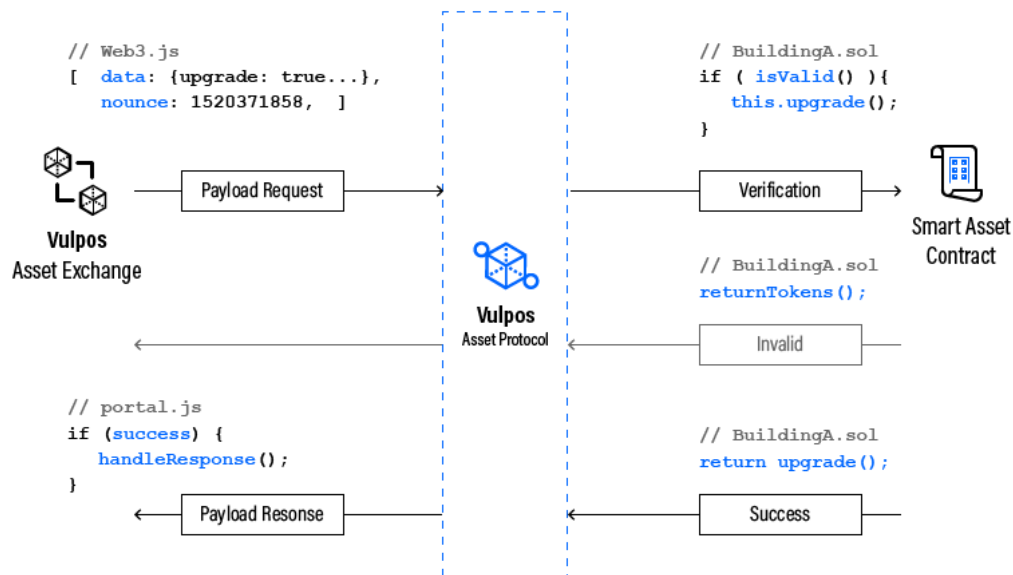 // Web3.js
[  data: {upgrade: true...},
nounce: 1520371858,  ]
Payload Request
Vulpos
Asset Exchange
// BuildingA.sol
if ( isValid() ){
this.upgrade();
}
Verification
Smart Asset
Contract
Vulpos
Asset Protocol
// BuildingA.sol
returnTokens();
Invalid
// portal.js
if (success) {
handleResponse();
}
Payload Resonse
// BuildingA.sol
return upgrade();
Success